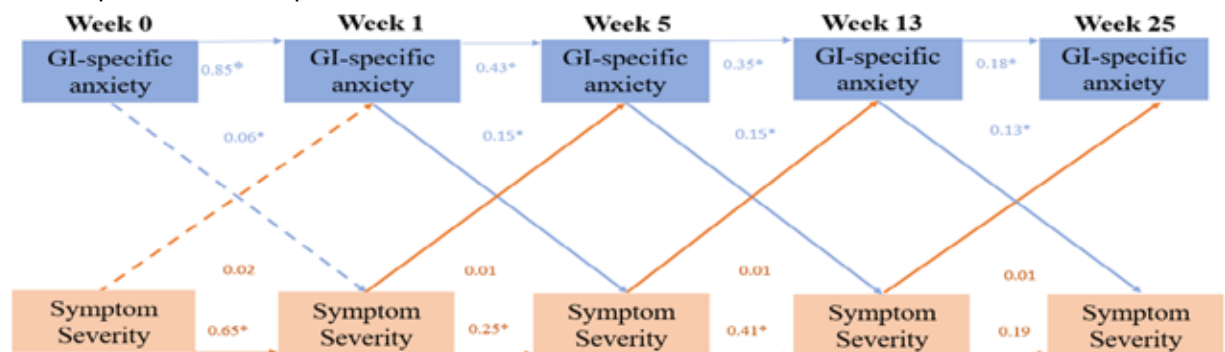 Week 0 Week 1 Week 5 Week 13 Week 25
GI-specific anxiety
0.85*
GI-specific anxiety
0.43*
GI-specific anxiety
0.35*
GI-specific anxiety
0.18*
GI-specific anxiety
0.06* 0.15* 0.15* 0.13*
0.02 0.01 0.01 0.01
Symptom Severity
0.65*
Symptom Severity
0.25*
Symptom Severity
0.41*
Symptom Severity
0.19
Symptom Severity